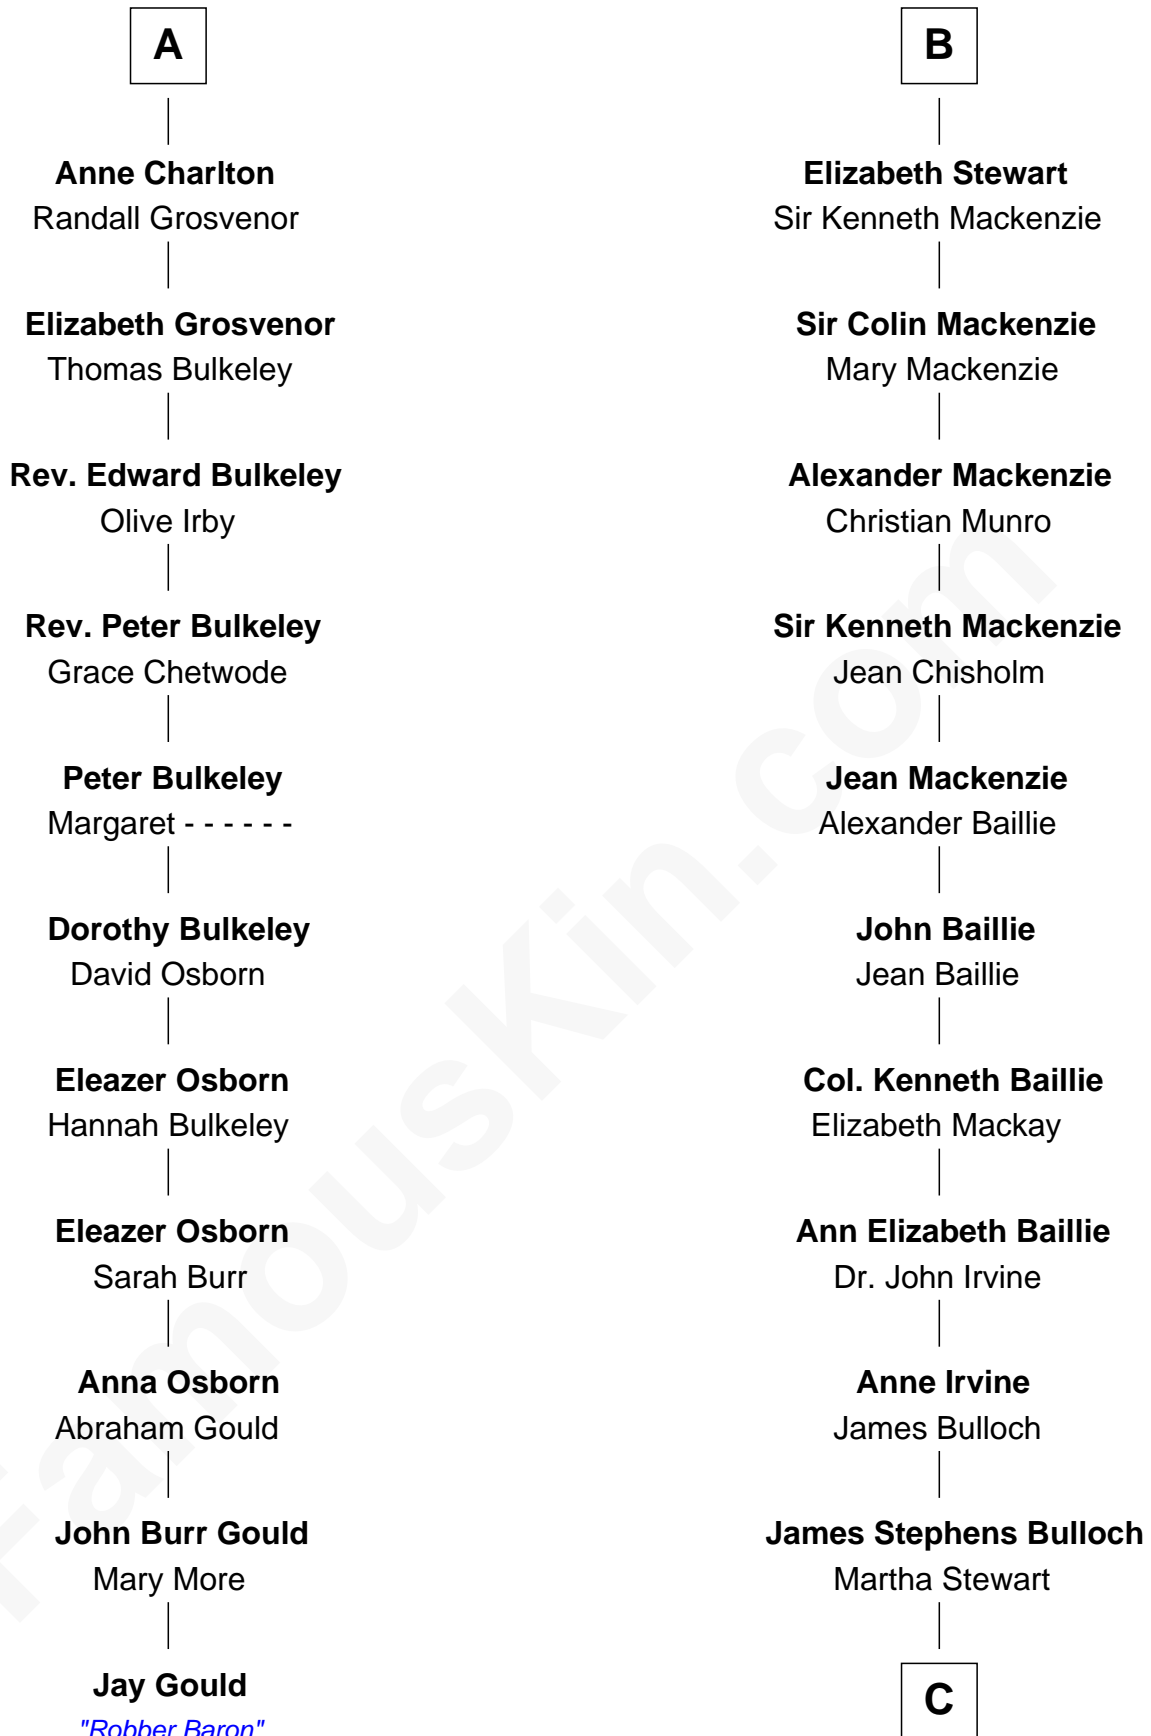 A
Anne Charlton
Randall Grosvenor
Elizabeth Grosvenor
Thomas Bulkeley
Rev. Edward Bulkeley
Olive Irby
Rev. Peter Bulkeley
Grace Chetwode
Peter Bulkeley
Margaret - - - - - -
Dorothy Bulkeley
David Osborn
Eleazer Osborn
Hannah Bulkeley
Eleazer Osborn
Sarah Burr
Anna Osborn
Abraham Gould
John Burr Gould
Mary More
Jay Gould
"Robber Baron"
B
Elizabeth Stewart
Sir Kenneth Mackenzie
Sir Colin Mackenzie
Mary Mackenzie
Alexander Mackenzie
Christian Munro
Sir Kenneth Mackenzie
Jean Chisholm
Jean Mackenzie
Alexander Baillie
John Baillie
Jean Baillie
Col. Kenneth Baillie
Elizabeth Mackay
Ann Elizabeth Baillie
Dr. John Irvine
Anne Irvine
James Bulloch
James Stephens Bulloch
Martha Stewart
C
FamousKin.com